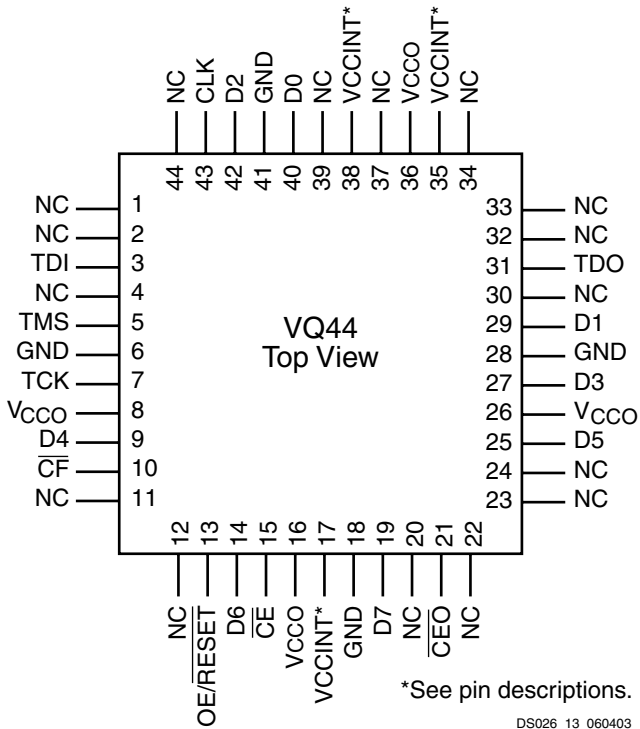 NC CLK D2 GND D0 NC VCCINT* NC VCCO VCCINT* NC
44 43 42 41 40 39 38 37 36 35 34
NC 1 33 NC
NC 2 32 NC
TDI 3 31 TDO
NC 4 30 NC
TMS 5 29 D1
GND 6 28 GND
TCK 7 27 D3
VCCO 8 26 VCCO
D4 9 25 D5
CF 10 24 NC
NC 11 23 NC
VQ44
Top View
12 13 14 15 16 17 18 19 20 21 22
NC OE/RESET D6 CE VCCO VCCINT* GND D7 NC CEO NC
*See pin descriptions.
DS026_13_060403